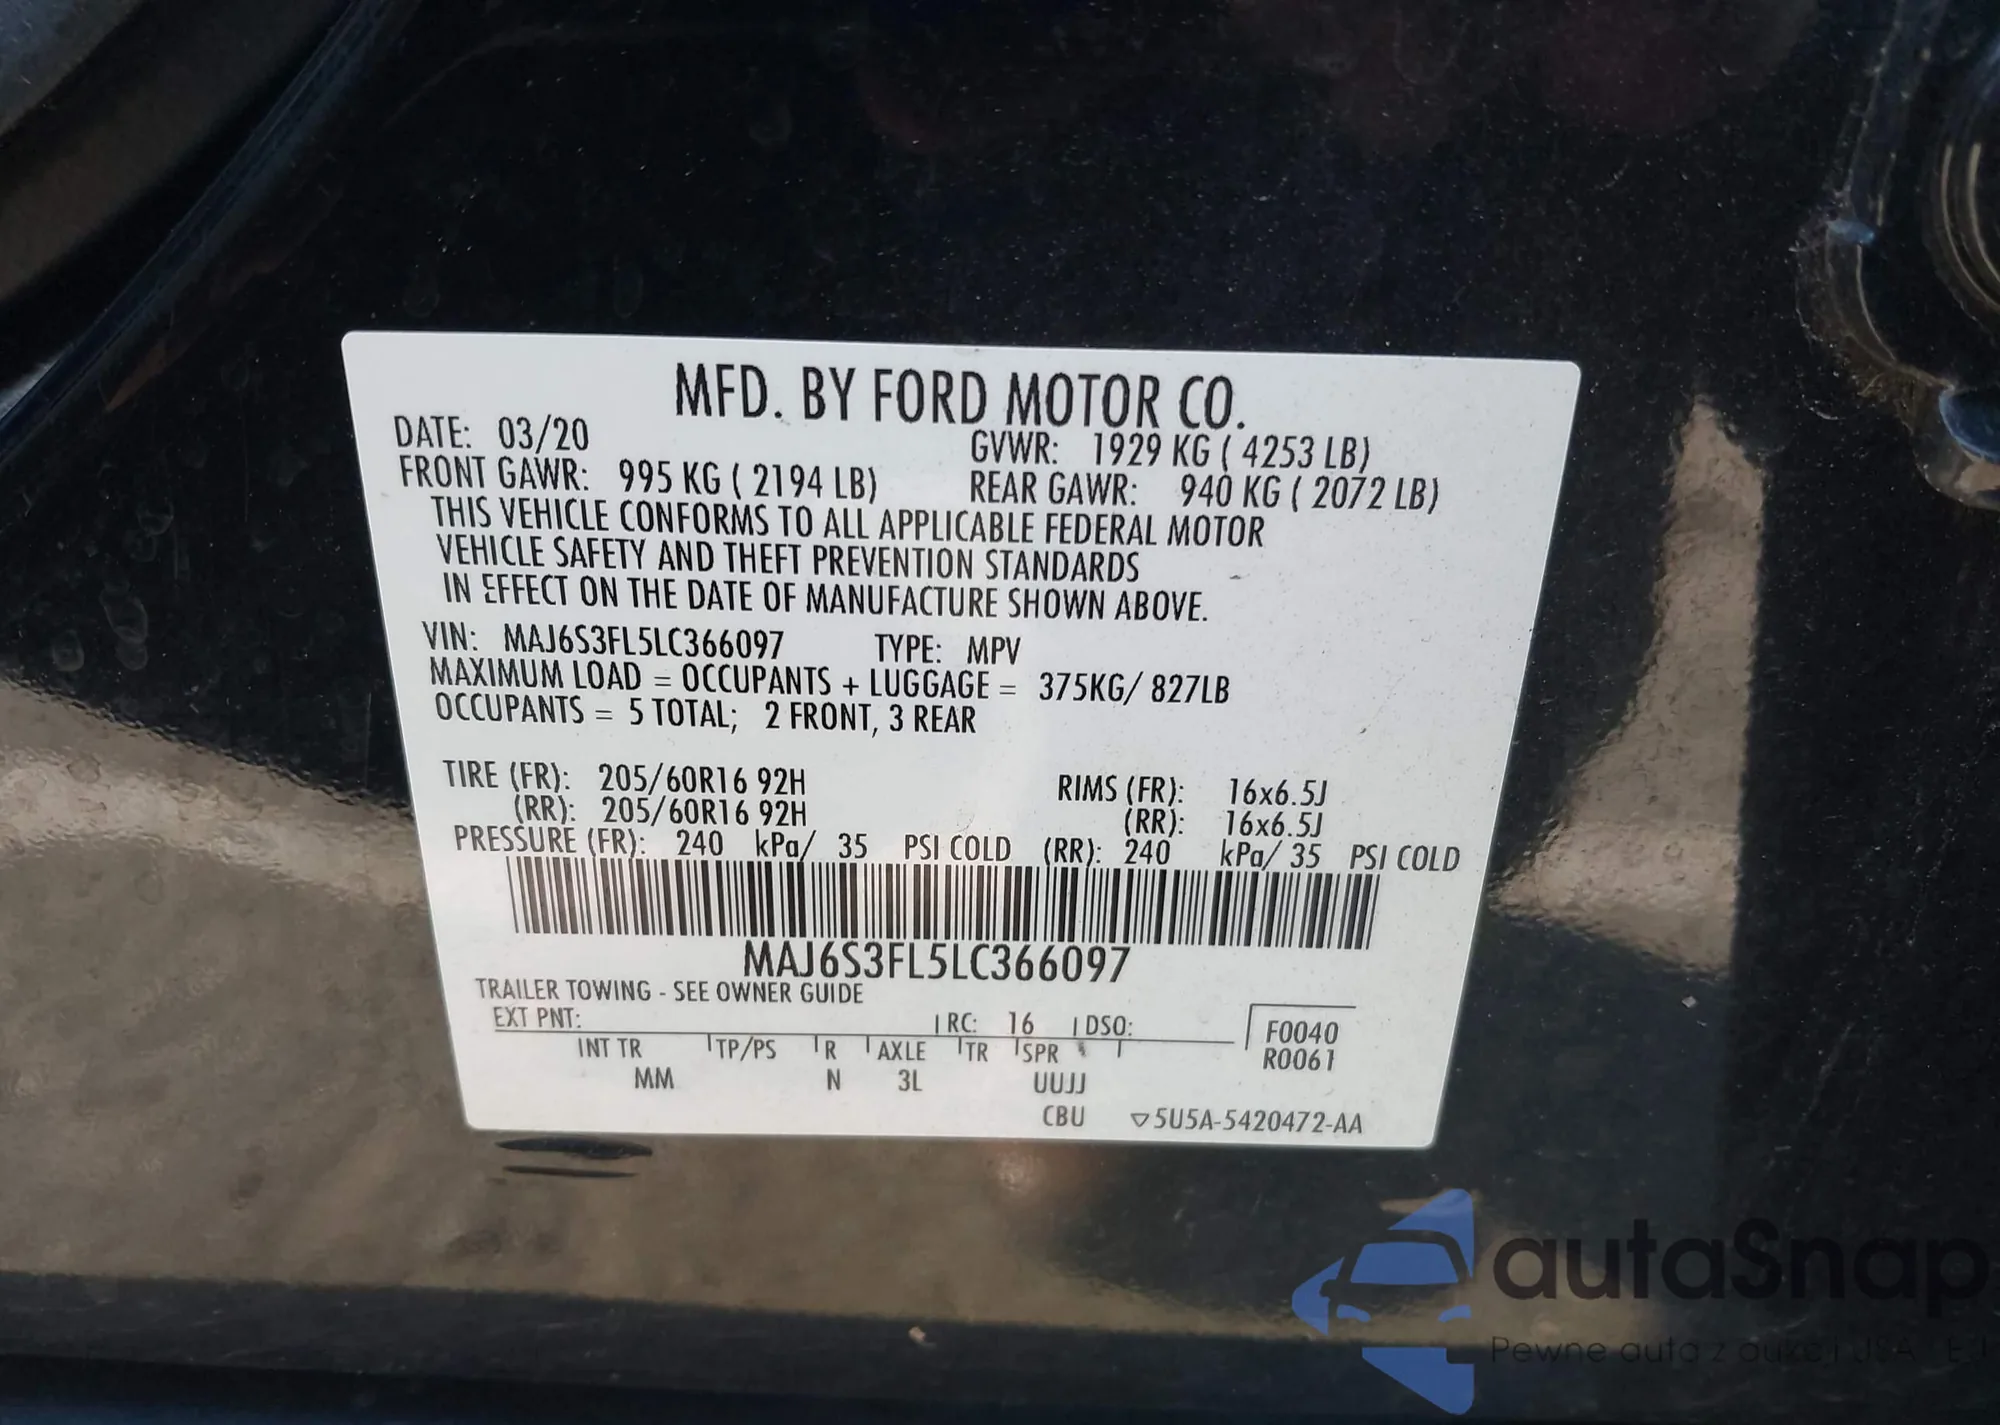 MFD. BY FORD MOTOR CO.
DATE: 03/20 GVWR: 1929 KG ( 4253 LB)
FRONT GAWR: 995 KG ( 2194 LB) REAR GAWR: 940 KG ( 2072 LB)
THIS VEHICLE CONFORMS TO ALL APPLICABLE FEDERAL MOTOR
VEHICLE SAFETY AND THEFT PREVENTION STANDARDS
IN EFFECT ON THE DATE OF MANUFACTURE SHOWN ABOVE.
VIN: MAJ6S3FL5LC366097 TYPE: MPV
MAXIMUM LOAD = OCCUPANTS + LUGGAGE = 375KG/ 827LB
OCCUPANTS = 5 TOTAL; 2 FRONT, 3 REAR
TIRE (FR): 205/60R16 92H RIMS (FR): 16x6.5J
(RR): 205/60R16 92H (RR): 16x6.5J
PRESSURE (FR): 240 kPa/ 35 PSI COLD (RR): 240 kPa/ 35 PSI COLD
MAJ6S3FL5LC366097
TRAILER TOWING - SEE OWNER GUIDE
EXT PNT: RC: 16 DSO: F0040
INT TR TP/PS R AXLE TR SPR R0061
MM N 3L UUJJ
CBU ▽5U5A-5420472-AA
autaSnap
Pewne auta z aukcji USA